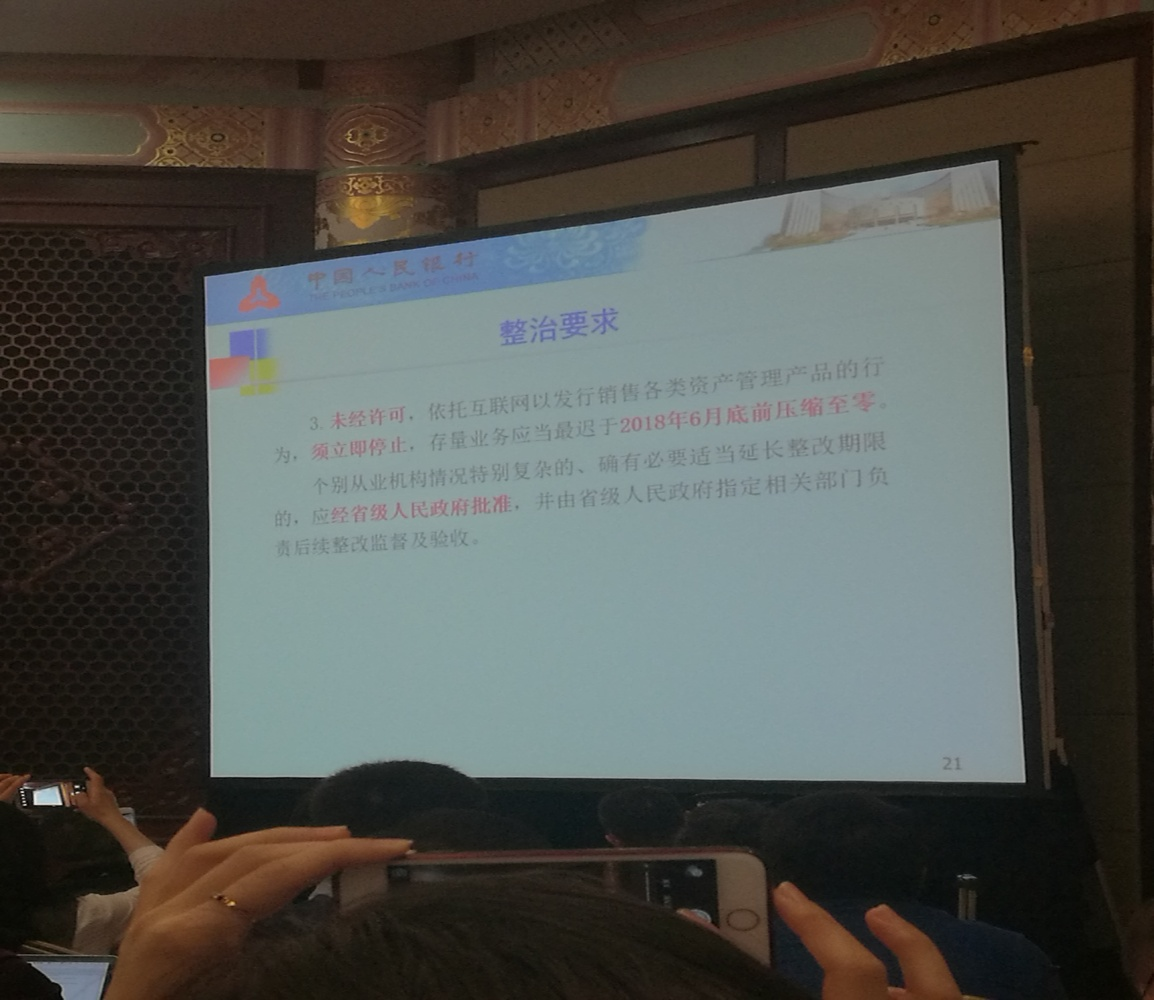 中国人民银行
THE PEOPLE'S BANK OF CHINA
整治要求
3. 未经许可，依托互联网以发行销售各类资产管理产品的行
为，须立即停止，存量业务应当最迟于2018年6月底前压缩至零。
个别从业机构情况特别复杂的、确有必要适当延长整改期限
的，应经省级人民政府批准，并由省级人民政府指定相关部门负
责后续整改监督及验收。
21